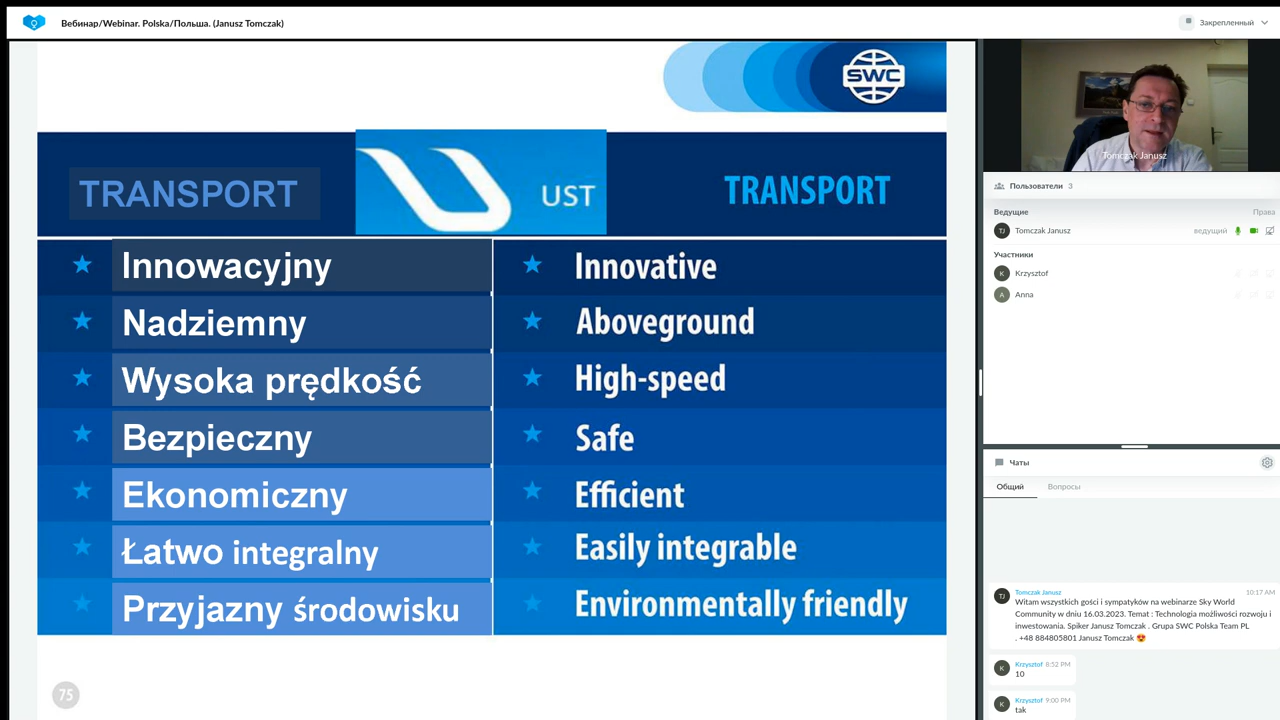 Вебинар/Webinar. Polska/Польша. (Janusz Tomczak)
Закрепленный
SWC
TRANSPORT
UST
TRANSPORT
Innowacyjny
Innovative
Nadziemny
Aboveground
Wysoka prędkość
High-speed
Bezpieczny
Safe
Ekonomiczny
Efficient
Łatwo integralny
Easily integrable
Przyjazny środowisku
Environmentally friendly
75
Tomczak Janusz
Пользователи 3
Ведущие Права
TJ Tomczak Janusz ведущий
Участники
K Krzysztof
A Anna
Чаты
Общий Вопросы
TJ Tomczak Janusz 10:17 AM
Witam wszystkich gości i sympatyków na webinarze Sky World
Community w dniu 16.03.2023. Temat : Technologia możliwości rozwoju i
inwestowania. Spiker Janusz Tomczak . Grupa SWC Polska Team PL
. +48 884805801 Janusz Tomczak 😍
K Krzysztof 8:52 PM
10
K Krzysztof 9:00 PM
tak